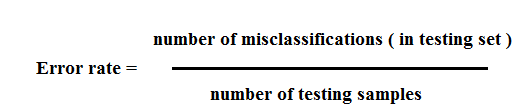 number of misclassifications ( in testing set )
Error rate =
number of testing samples